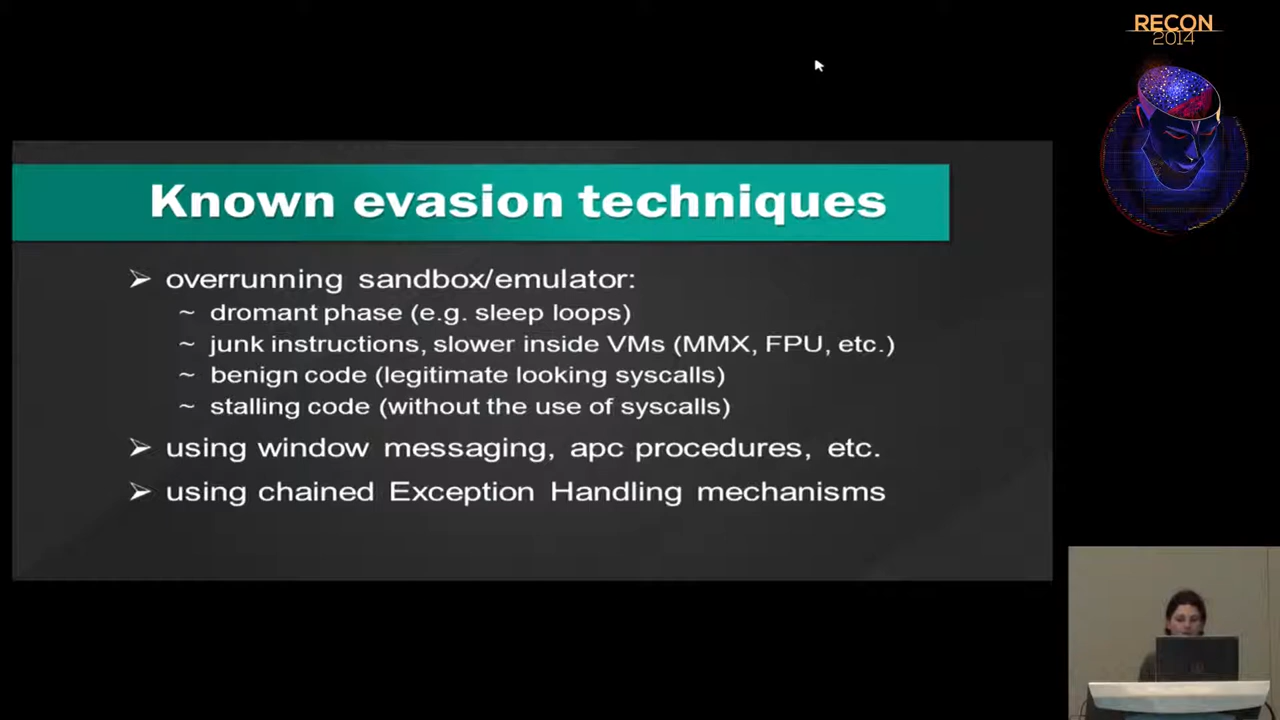 RECON
2014
Known evasion techniques
➢ overrunning sandbox/emulator:
~ dromant phase (e.g. sleep loops)
~ junk instructions, slower inside VMs (MMX, FPU, etc.)
~ benign code (legitimate looking syscalls)
~ stalling code (without the use of syscalls)
➢ using window messaging, apc procedures, etc.
➢ using chained Exception Handling mechanisms